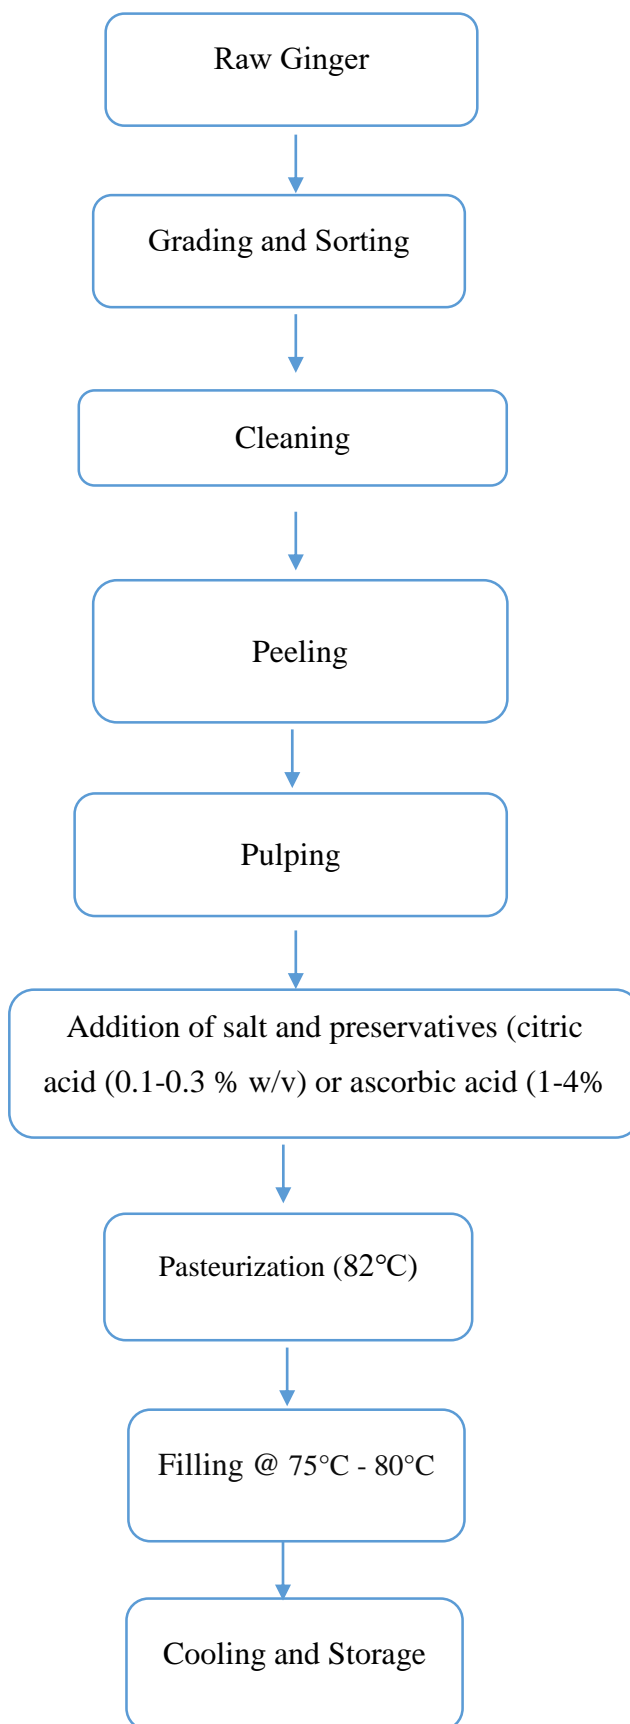 Raw Ginger
Grading and Sorting
Cleaning
Peeling
Pulping
Addition of salt and preservatives (citric
acid (0.1-0.3 % w/v) or ascorbic acid (1-4%
Pasteurization (82°C)
Filling @ 75°C - 80°C
Cooling and Storage